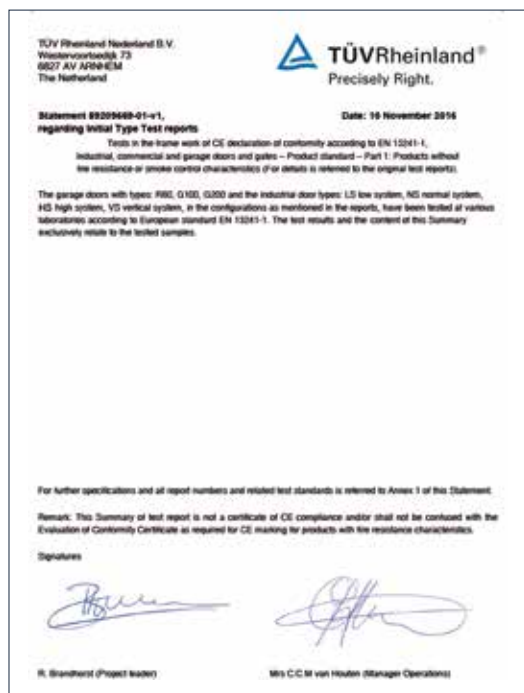 TÜV Rheinland Nederland B.V.
Westervoortsedijk 73
6827 AV ARNHEM
The Netherland
TÜVRheinland®
Precisely Right.
Statement 89209669-01-v1,
regarding Initial Type Test reports
Date: 10 November 2016
Tests in the frame work of CE declaration of conformity according to EN 13241-1,
Industrial, commercial and garage doors and gates – Product standard – Part 1: Products without
fire resistance or smoke control characteristics (For details is referred to the original test reports).
The garage doors with types: R60, G100, G200 and the industrial door types: LS low system, NS normal system,
HS high system, VS vertical system, in the configurations as mentioned in the reports, have been tested at various
laboratories according to European standard EN 13241-1. The test results and the content of this Summary
exclusively relate to the tested samples.
For further specifications and all report numbers and related test standards is referred to Annex 1 of this Statement.
Remark: This Summary of test report is not a certificate of CE compliance and/or shall not be confused with the
Evaluation of Conformity Certificate as required for CE marking for products with fire resistance characteristics.
Signatures
R. Brandhorst (Project leader)
Mrs C.C.M van Houten (Manager Operations)